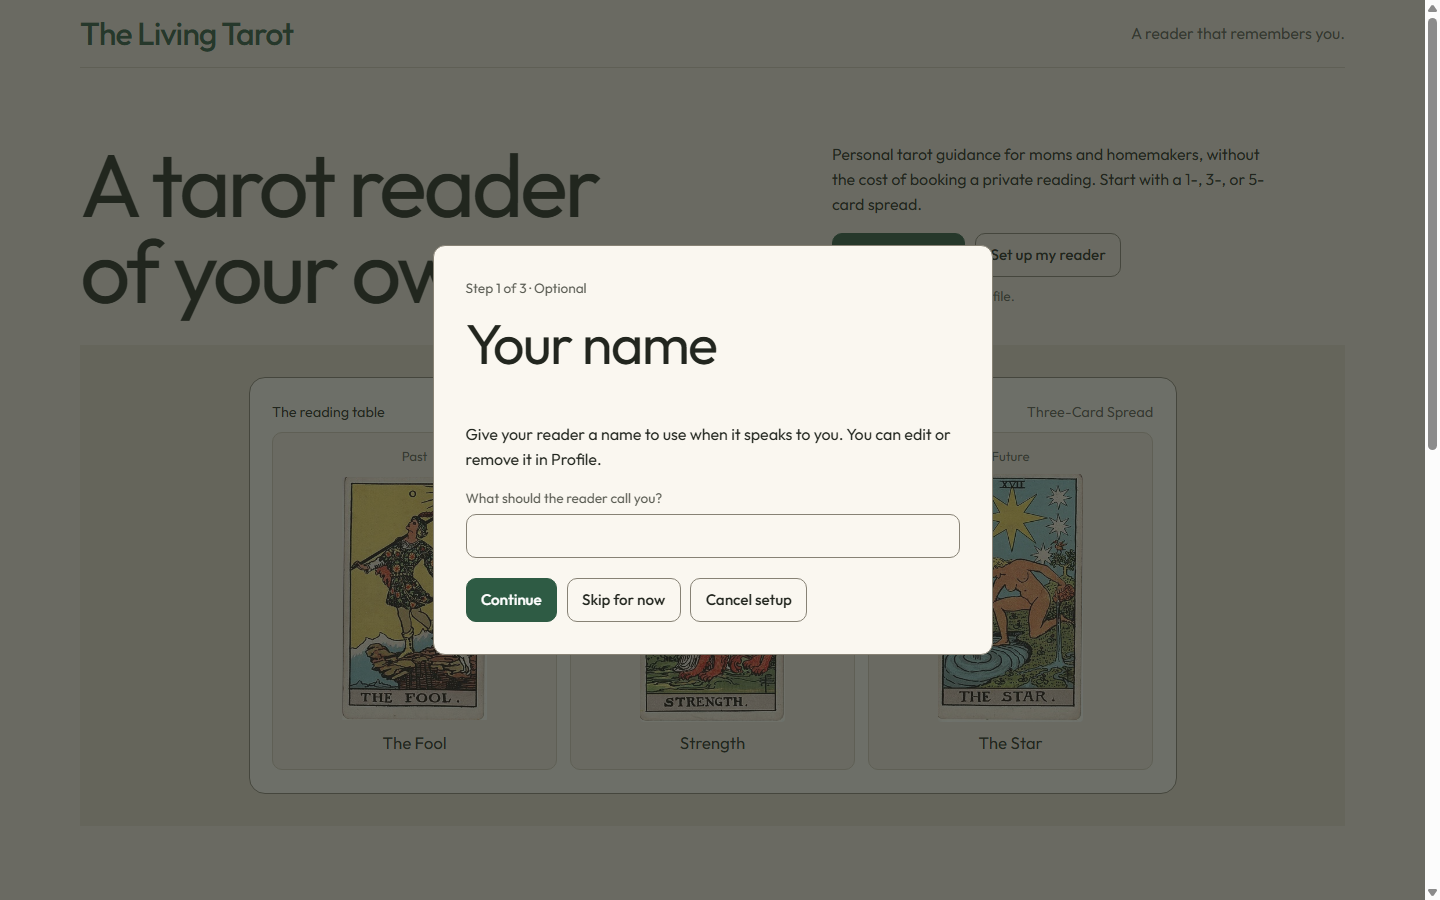 The Living Tarot
A reader that remembers you.
A tarot reader
of your ow
Personal tarot guidance for moms and homemakers, without
the cost of booking a private reading. Start with a 1-, 3-, or 5-
card spread.
Set up my reader
file.
Step 1 of 3 · Optional
Your name
Give your reader a name to use when it speaks to you. You can edit or
remove it in Profile.
What should the reader call you?
Continue
Skip for now
Cancel setup
The reading table
Three-Card Spread
Past
Future
XVII
THE FOOL.
STRENGTH.
THE STAR.
The Fool
Strength
The Star